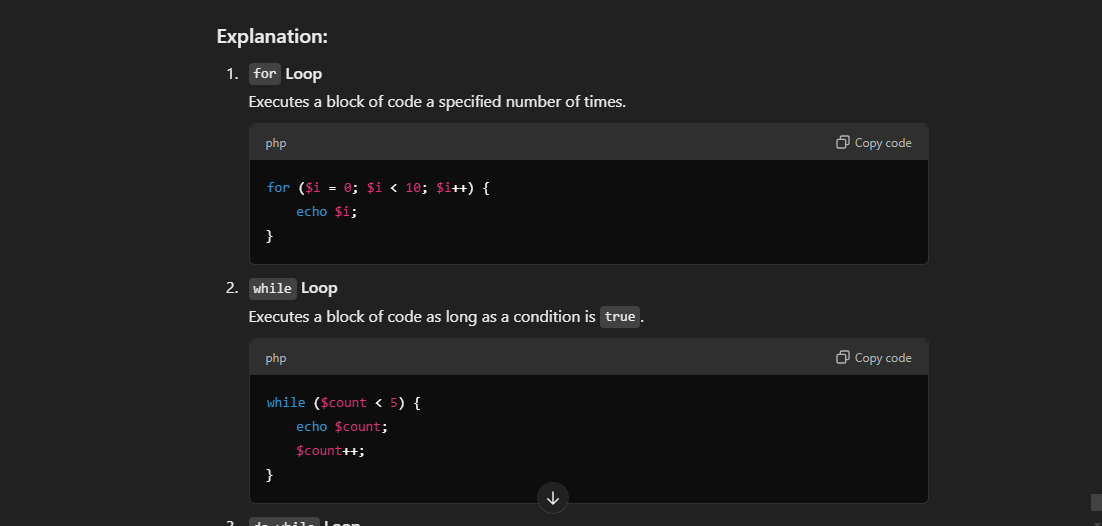 Explanation:
1. for Loop
Executes a block of code a specified number of times.
php Copy code
for ($i = 0; $i < 10; $i++) {
    echo $i;
}
2. while Loop
Executes a block of code as long as a condition is true.
php Copy code
while ($count < 5) {
    echo $count;
    $count++;
}
3. do-while Loop